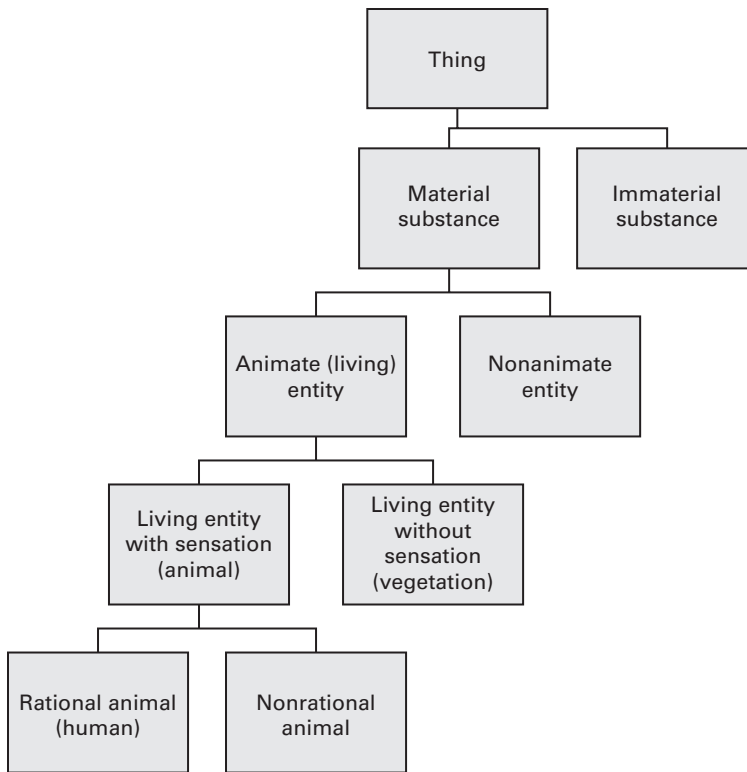 Thing
Material
substance
Immaterial
substance
Animate (living)
entity
Nonanimate
entity
Living entity
with sensation
(animal)
Living entity
without
sensation
(vegetation)
Rational animal
(human)
Nonrational
animal